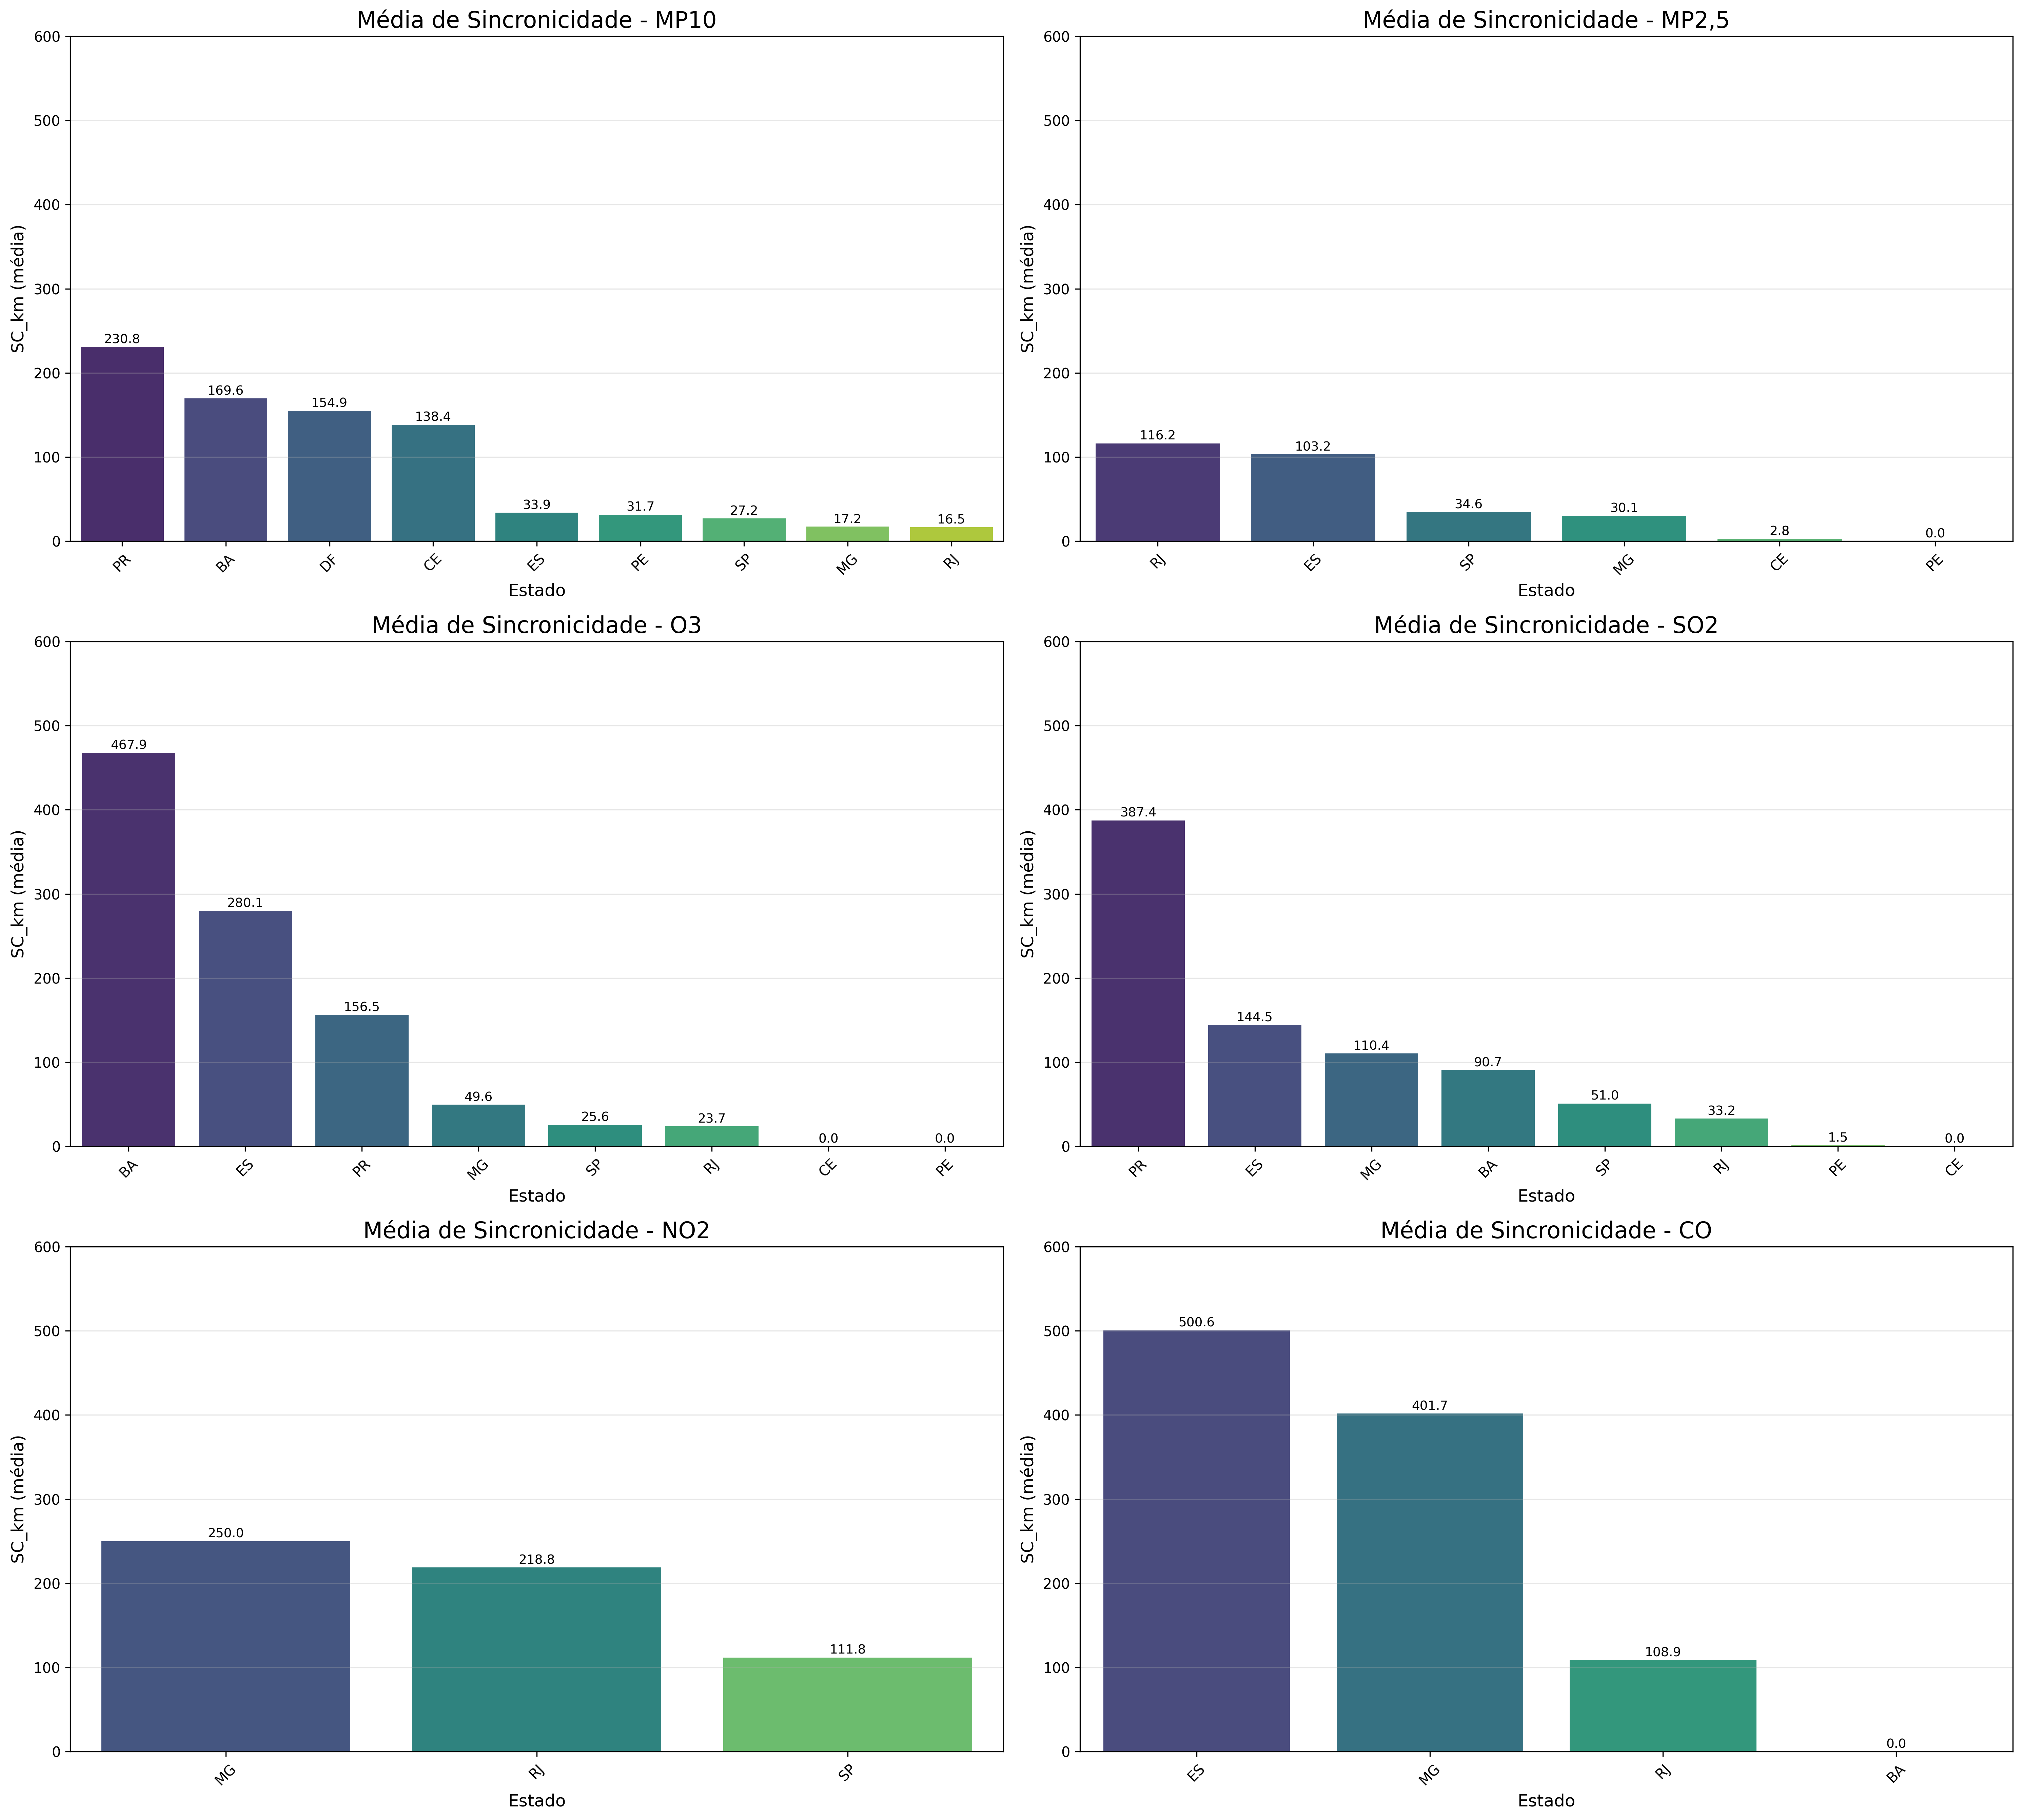 Média de Sincronicidade - MP10
SC_km (média)
600
500
400
300
200
100
0
230.8
169.6
154.9
138.4
33.9
31.7
27.2
17.2
16.5
PR
BA
DF
CE
ES
PE
SP
MG
RJ
Estado
Média de Sincronicidade - MP2,5
SC_km (média)
600
500
400
300
200
100
0
116.2
103.2
34.6
30.1
2.8
0.0
RJ
ES
SP
MG
CE
PE
Estado
Média de Sincronicidade - O3
SC_km (média)
600
500
400
300
200
100
0
467.9
280.1
156.5
49.6
25.6
23.7
0.0
0.0
BA
ES
PR
MG
SP
RJ
CE
PE
Estado
Média de Sincronicidade - SO2
SC_km (média)
600
500
400
300
200
100
0
387.4
144.5
110.4
90.7
51.0
33.2
1.5
0.0
PR
ES
MG
BA
SP
RJ
PE
CE
Estado
Média de Sincronicidade - NO2
SC_km (média)
600
500
400
300
200
100
0
250.0
218.8
111.8
MG
RJ
SP
Estado
Média de Sincronicidade - CO
SC_km (média)
600
500
400
300
200
100
0
500.6
401.7
108.9
0.0
ES
MG
RJ
BA
Estado